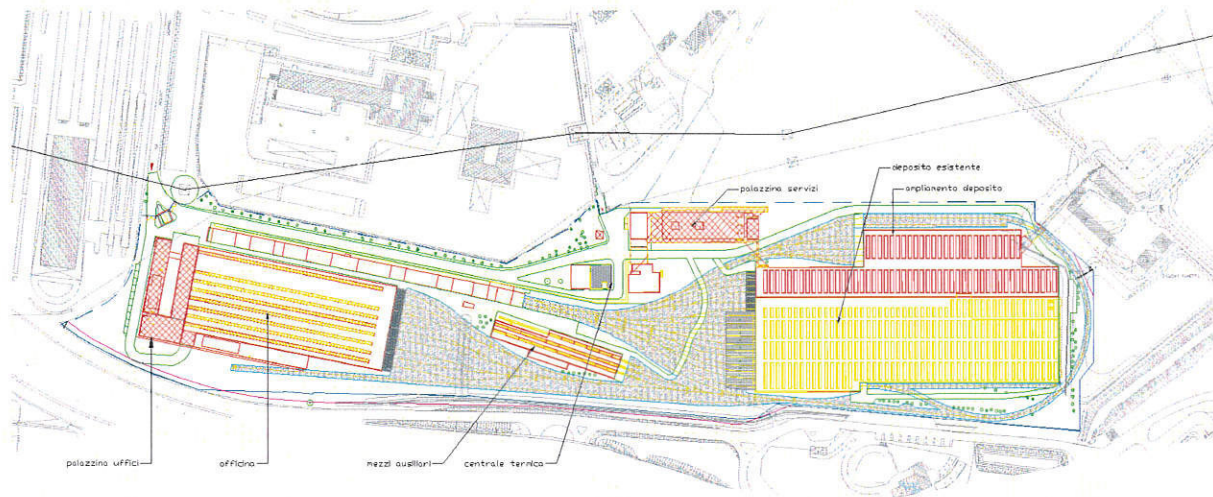 deposito esistente
ampliamento deposito
palazzina servizi
palazzina uffici
officina
mezzi ausiliari
centrale termica